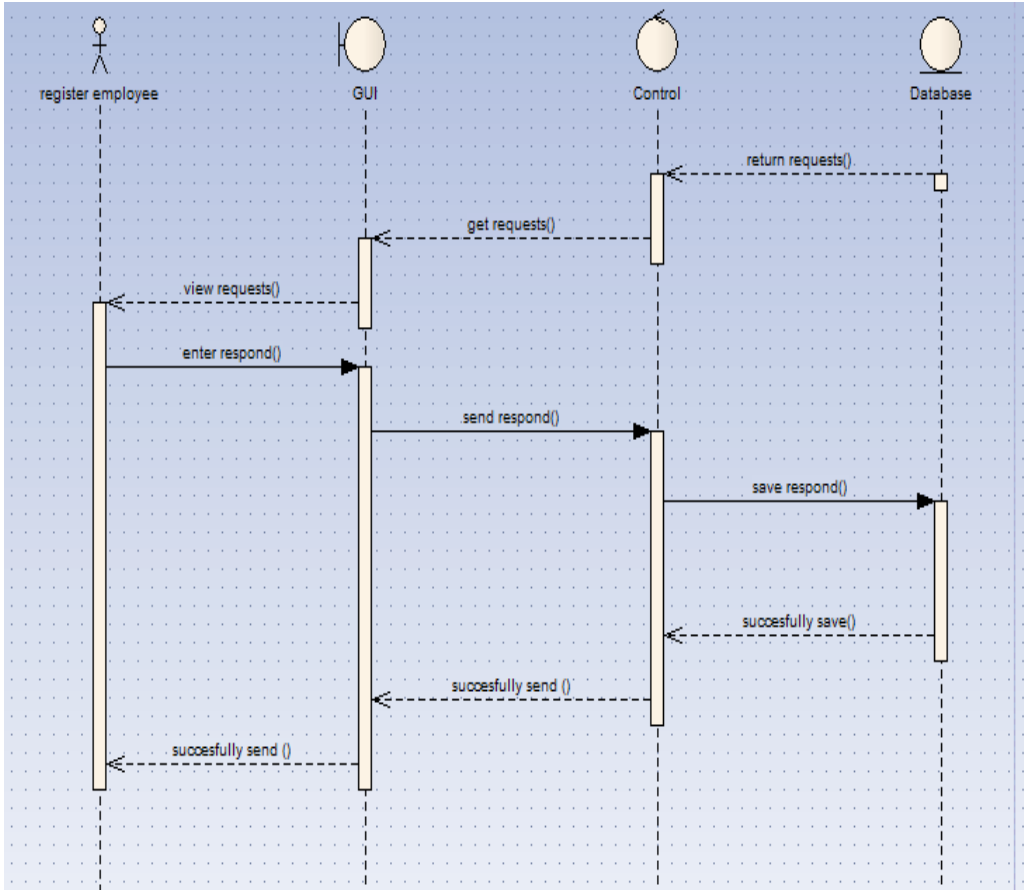 register employee
GUI
Control
Database
return requests()
get requests()
view requests()
enter respond()
send respond()
save respond()
succesfully save()
succesfully send ()
succesfully send ()